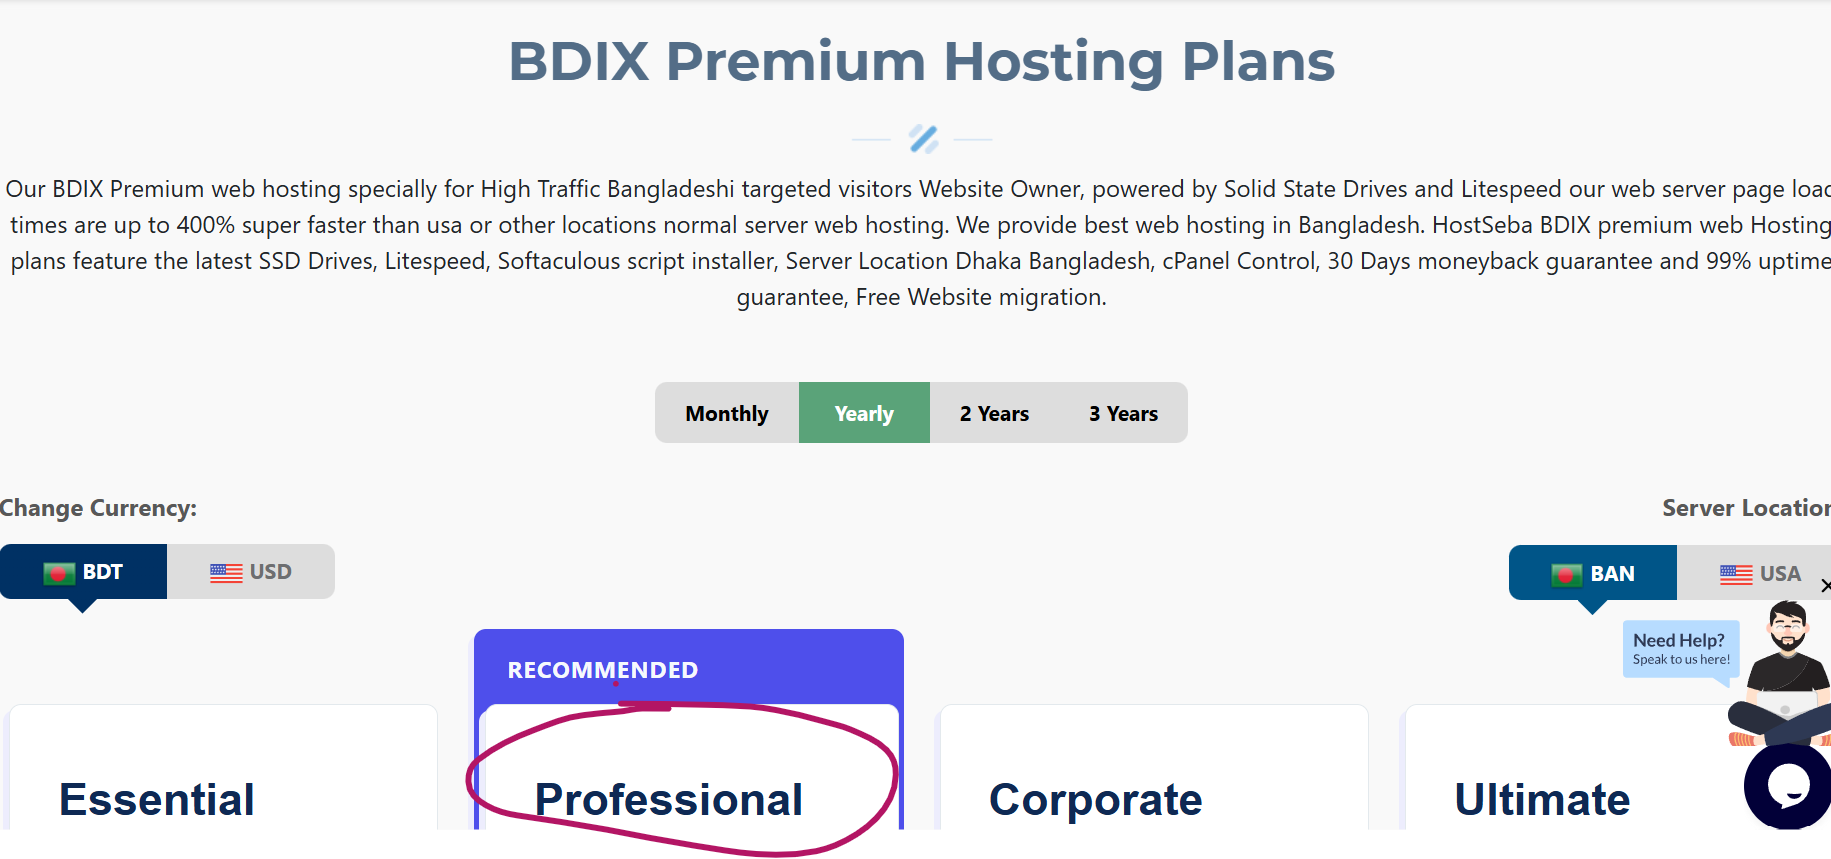 BDIX Premium Hosting Plans
Our BDIX Premium web hosting specially for High Traffic Bangladeshi targeted visitors Website Owner, powered by Solid State Drives and Litespeed our web server page load
times are up to 400% super faster than usa or other locations normal server web hosting. We provide best web hosting in Bangladesh. HostSeba BDIX premium web Hosting
plans feature the latest SSD Drives, Litespeed, Softaculous script installer, Server Location Dhaka Bangladesh, cPanel Control, 30 Days moneyback guarantee and 99% uptime
guarantee, Free Website migration.
Monthly Yearly 2 Years 3 Years
Change Currency: Server Location
BDT USD BAN USA
Need Help?
Speak to us here!
RECOMMENDED
Essential Professional Corporate Ultimate